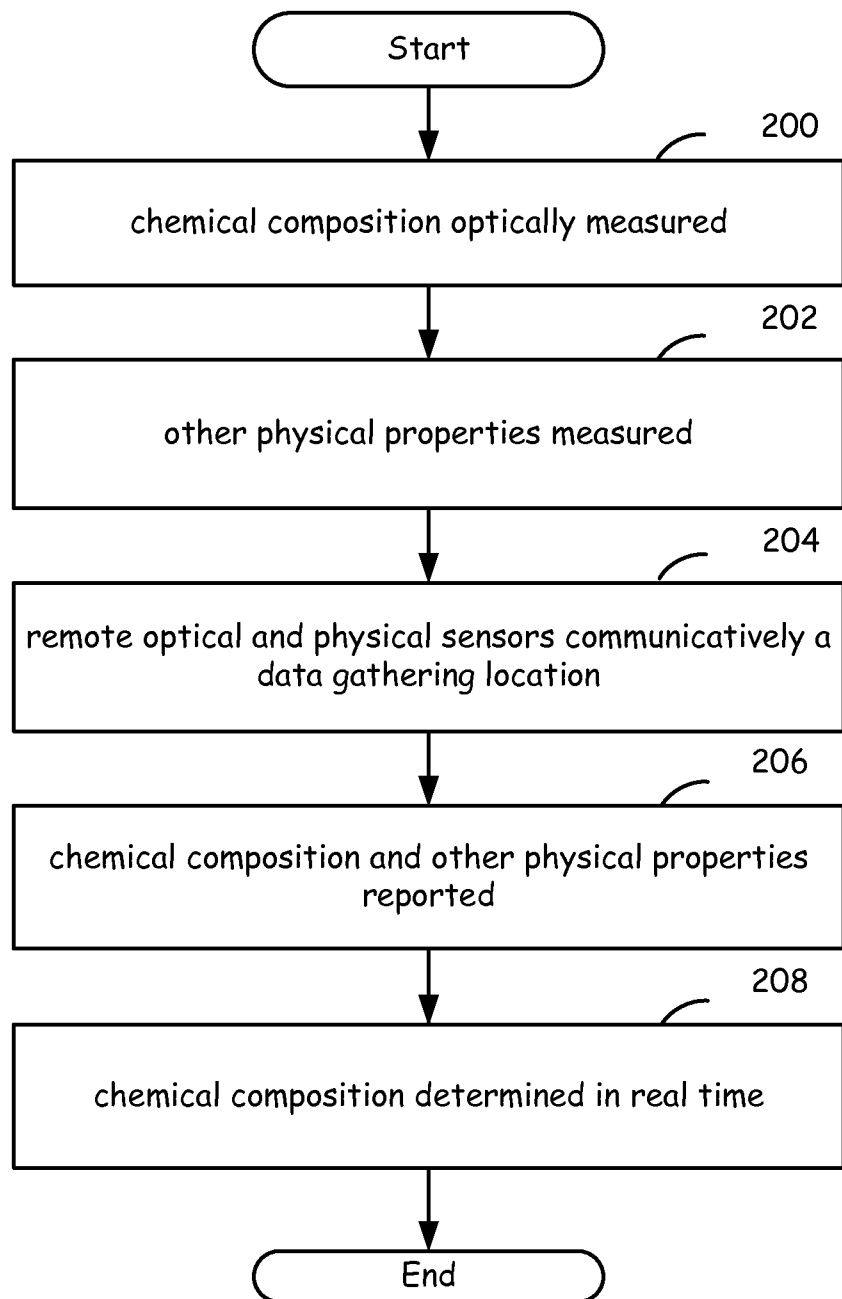 Start
200
chemical composition optically measured
202
other physical properties measured
204
remote optical and physical sensors communicatively a
data gathering location
206
chemical composition and other physical properties
reported
208
chemical composition determined in real time
End